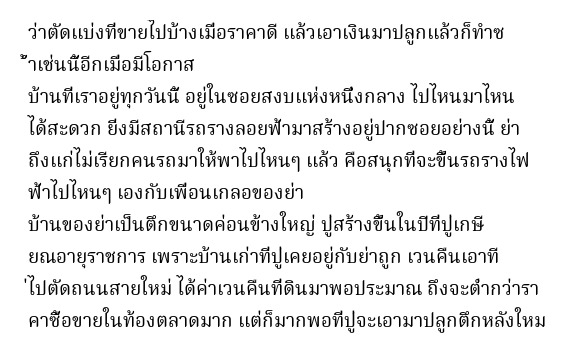 ว่าตัดแบ่งที่ขายไปบ้างเมื่อราคาดี แล้วเอาเงินมาปลูกแล้วก็ทำซ
้ำเช่นนี้อีกเมื่อมีโอกาส
บ้านที่เราอยู่ทุกวันนี้ อยู่ในซอยสงบแห่งหนึ่งกลาง ไปไหนมาไหน
ได้สะดวก ยิ่งมีสถานีรถรางลอยฟ้ามาสร้างอยู่ปากซอยอย่างนี้ ย่า
ถึงแก่ไม่เรียกคนรถมาให้พาไปไหนๆ แล้ว คือสนุกที่จะขึ้นรถรางไฟ
ฟ้าไปไหนๆ เองกับเพื่อนเกลอของย่า
บ้านของย่าเป็นตึกขนาดค่อนข้างใหญ่ ปู่สร้างขึ้นในปีที่ปู่เกษี
ยณอายุราชการ เพราะบ้านเก่าที่ปู่เคยอยู่กับย่าถูก เวนคืนเอาที
่ไปตัดถนนสายใหม่ ได้ค่าเวนคืนที่ดินมาพอประมาณ ถึงจะต่ำกว่ารา
คาซื้อขายในท้องตลาดมาก แต่ก็มากพอที่ปู่จะเอามาปลูกตึกหลังใหม